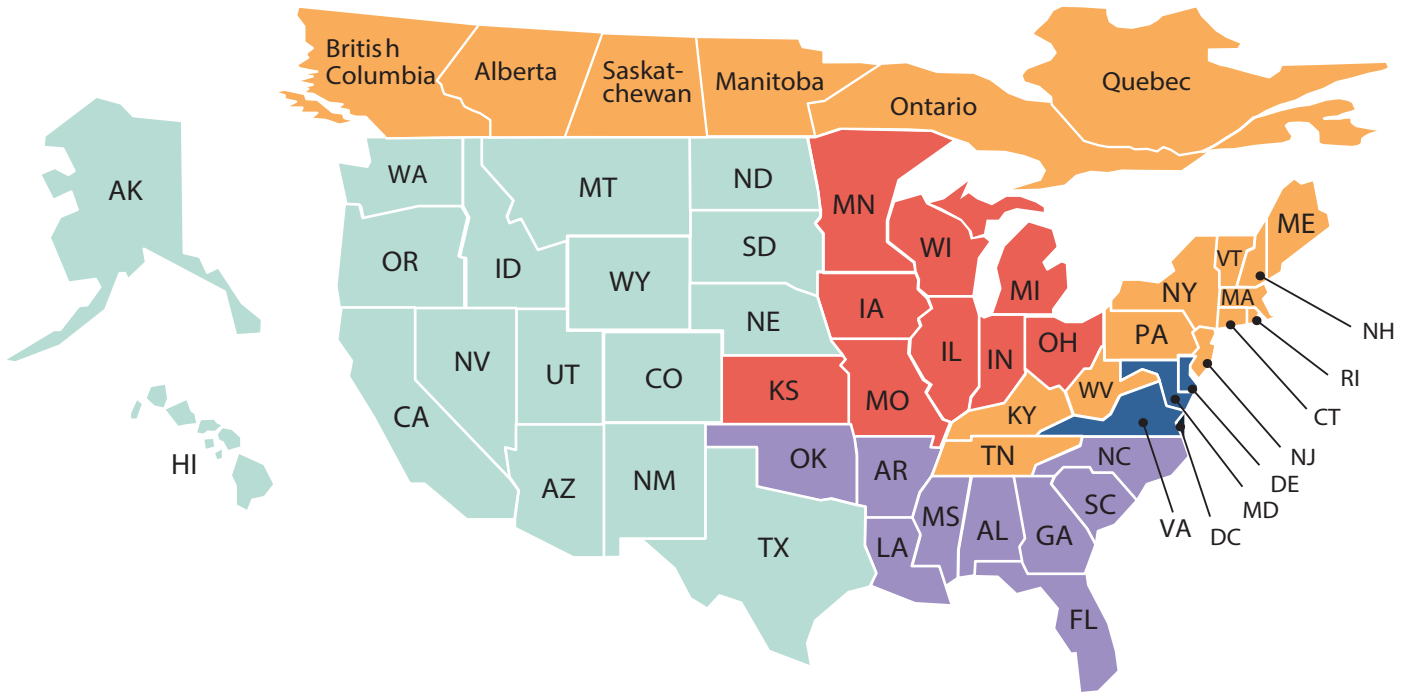 British
Columbia
Alberta
Saskat-
chewan
Manitoba
Ontario
Quebec
AK
WA
MT
ND
MN
ME
OR
ID
SD
WI
VT
WY
MI
NY
MA
NE
IA
NH
NV
UT
CO
KS
IL
IN
OH
PA
RI
CA
MO
WV
KY
CT
HI
AZ
NM
OK
AR
TN
NC
NJ
DE
MD
MS
AL
GA
SC
VA
DC
TX
LA
FL